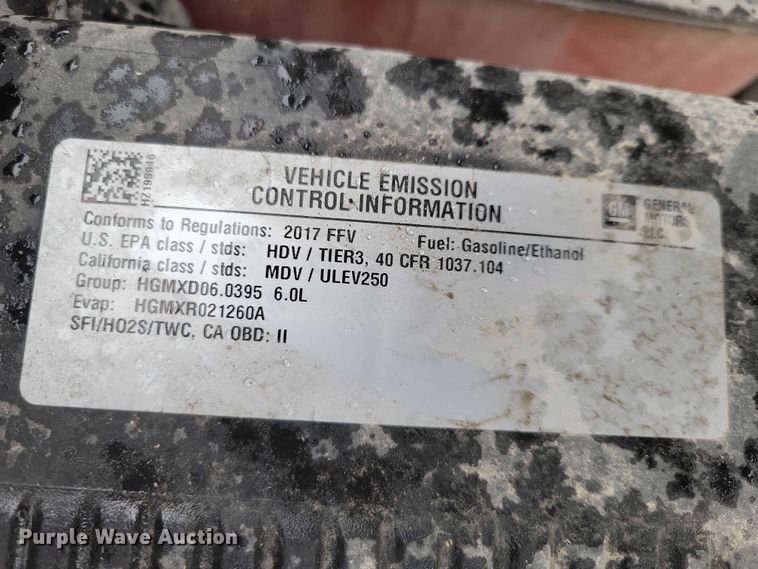 HZ198946
VEHICLE EMISSION
CONTROL INFORMATION
GM
GENERAL
MOTORS
LLC
Conforms to Regulations: 2017 FFV Fuel: Gasoline/Ethanol
U.S. EPA class / stds: HDV / TIER3, 40 CFR 1037.104
California class / stds: MDV / ULEV250
Group: HGMXD06.0395 6.0L
Evap: HGMXR021260A
SFI/HO2S/TWC, CA OBD: II
Purple Wave Auction